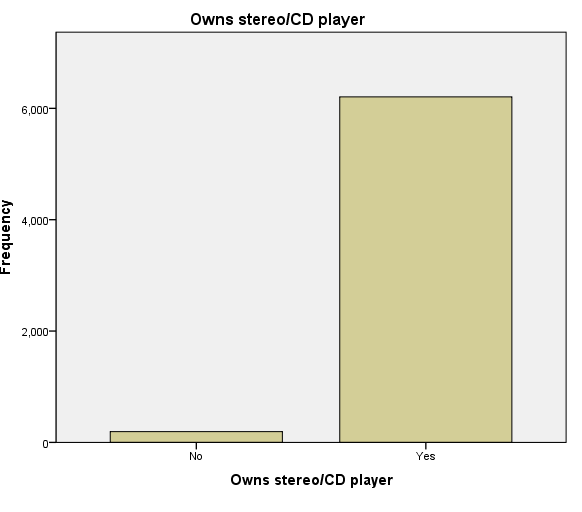 Owns stereo/CD player
Frequency
6,000
4,000
2,000
0
No Yes
Owns stereo/CD player